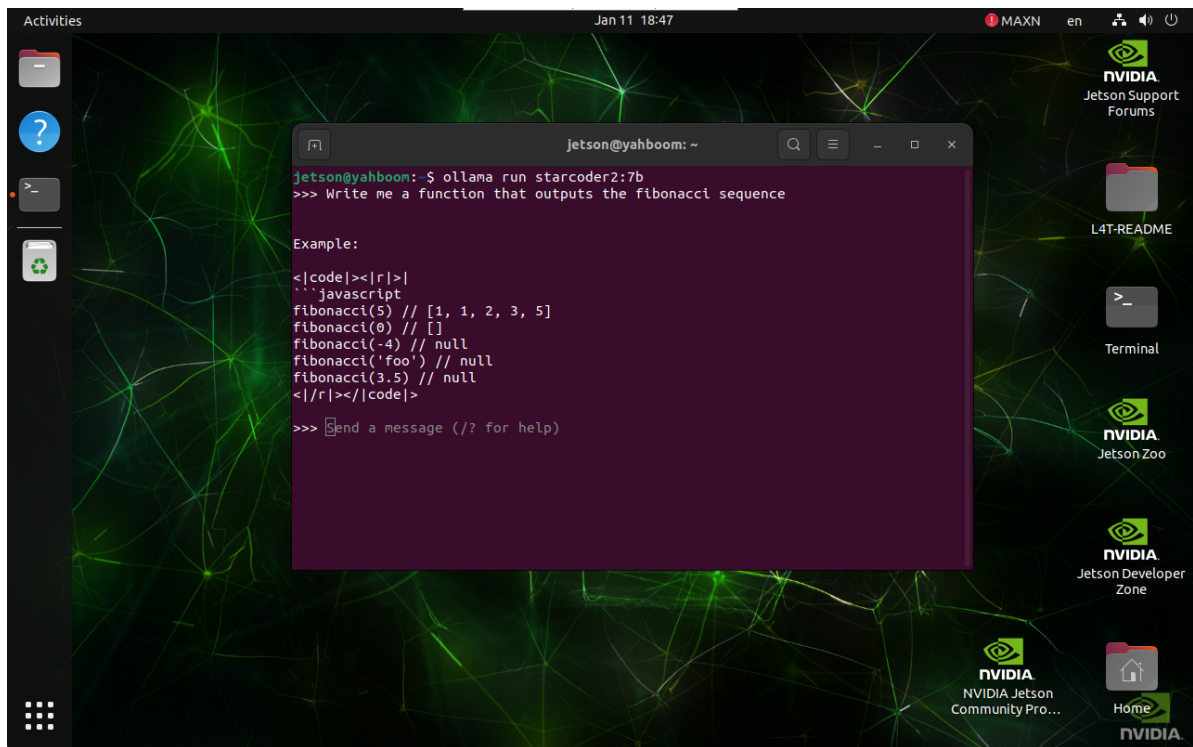 Activities
Jan 11 18:47
MAXN
en
NVIDIA.
Jetson Support
Forums
jetson@yahboom: ~
jetson@yahboom:~$ ollama run starcoder2:7b
>>> Write me a function that outputs the fibonacci sequence
Example:
<|code|><|r|>|
```javascript
fibonacci(5) // [1, 1, 2, 3, 5]
fibonacci(0) // []
fibonacci(-4) // null
fibonacci('foo') // null
fibonacci(3.5) // null
<|/r|></|code|>
>>> Send a message (/? for help)
L4T-README
>_
Terminal
NVIDIA.
Jetson Zoo
NVIDIA.
Jetson Developer
Zone
NVIDIA.
NVIDIA Jetson
Community Pro...
Home
NVIDIA.